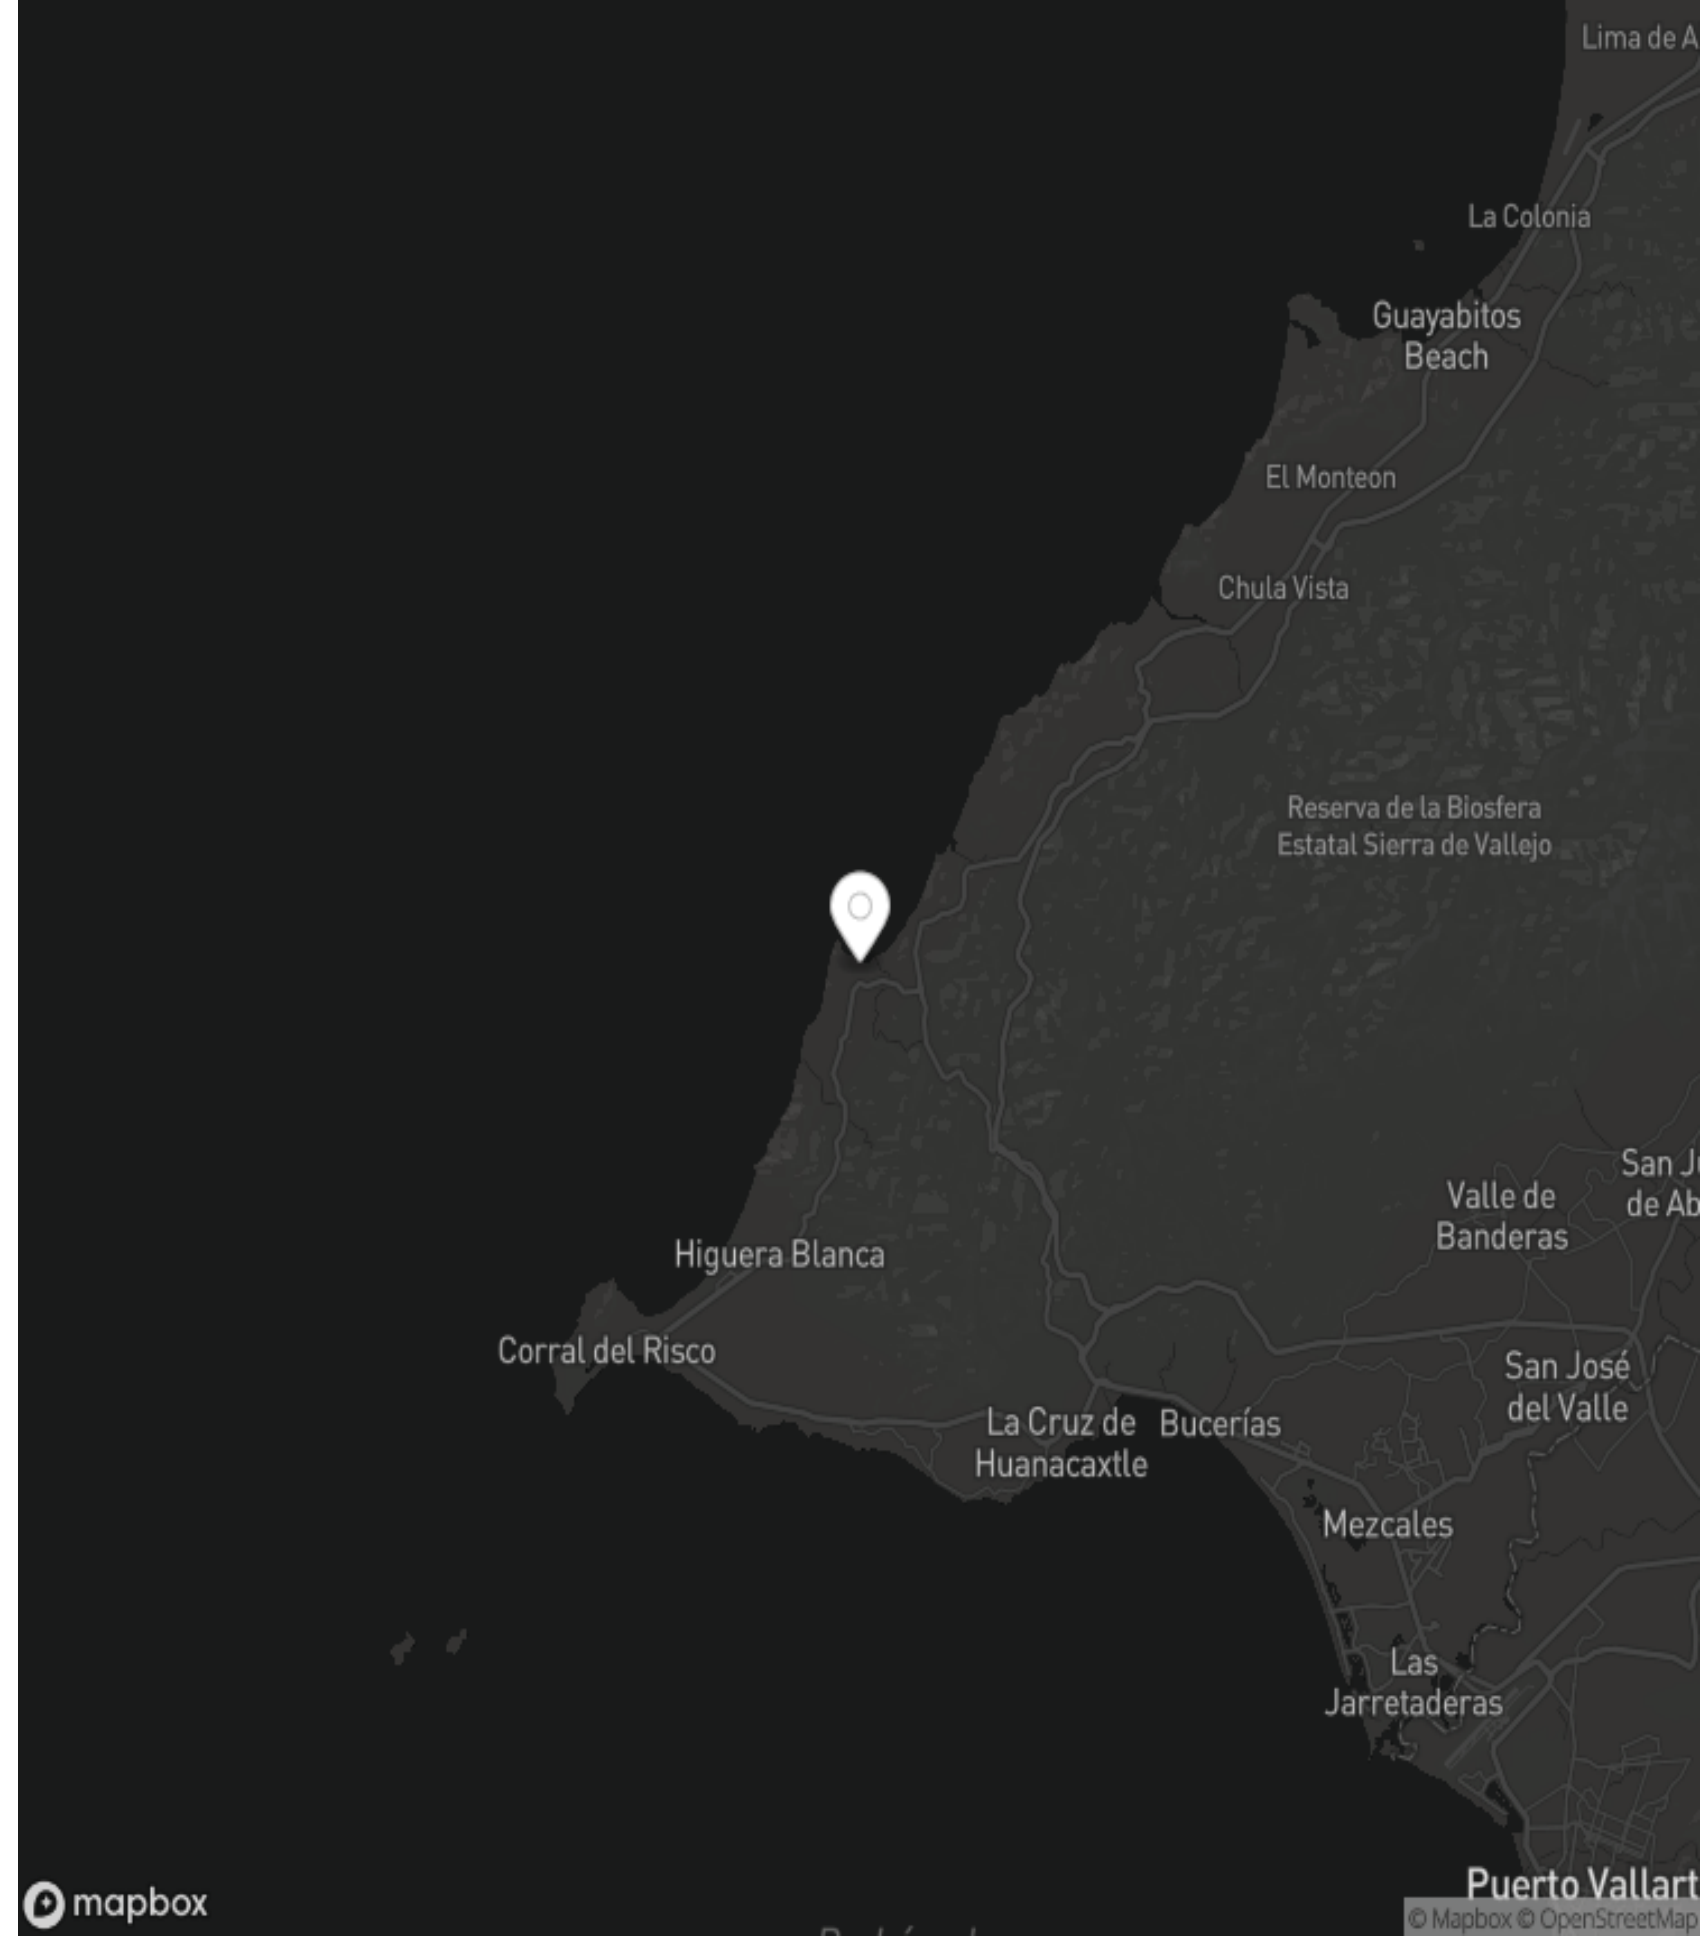 Lima de A
La Colonia
Guayabitos
Beach
El Monteon
Chula Vista
Reserva de la Biosfera
Estatal Sierra de Vallejo
San J
de Ab
Valle de
Banderas
Higuera Blanca
Corral del Risco
San José
del Valle
La Cruz de
Huanacaxtle
Bucerías
Mezcales
Las
Jarretaderas
Puerto Vallart
mapbox
© Mapbox © OpenStreetMap